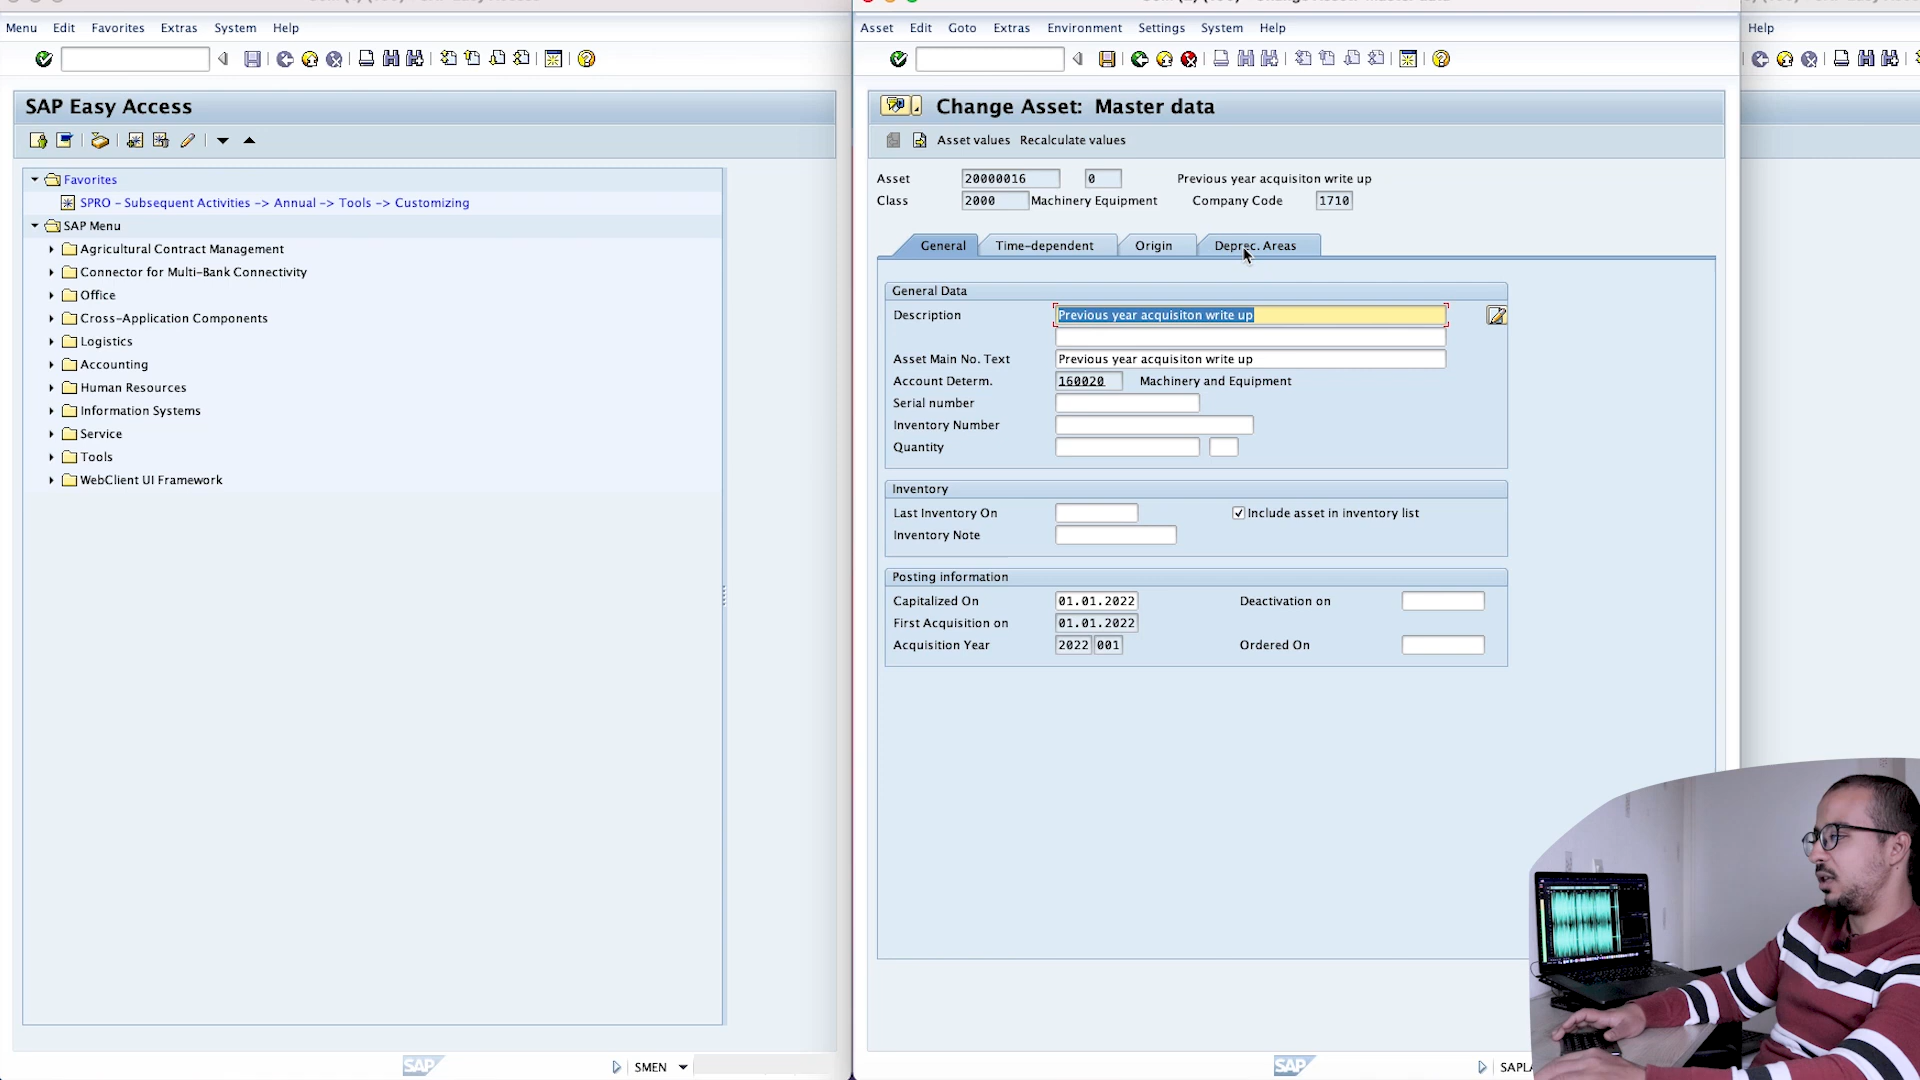 Menu Edit Favorites Extras System Help
SAP Easy Access
Favorites
SPRO - Subsequent Activities -> Annual -> Tools -> Customizing
SAP Menu
Agricultural Contract Management
Connector for Multi-Bank Connectivity
Office
Cross-Application Components
Logistics
Accounting
Human Resources
Information Systems
Service
Tools
WebClient UI Framework
SAP SMEN
Asset Edit Goto Extras Environment Settings System Help
Change Asset: Master data
Asset values Recalculate values
Asset 20000016 0 Previous year acquisiton write up
Class 2000 Machinery Equipment Company Code 1710
General Time-dependent Origin Deprec. Areas
General Data
Description Previous year acquisiton write up
Asset Main No. Text Previous year acquisiton write up
Account Determ. 160020 Machinery and Equipment
Serial number
Inventory Number
Quantity
Inventory
Last Inventory On Include asset in inventory list
Inventory Note
Posting information
Capitalized On 01.01.2022 Deactivation on
First Acquisition on 01.01.2022
Acquisition Year 2022 001 Ordered On
SAP
Help